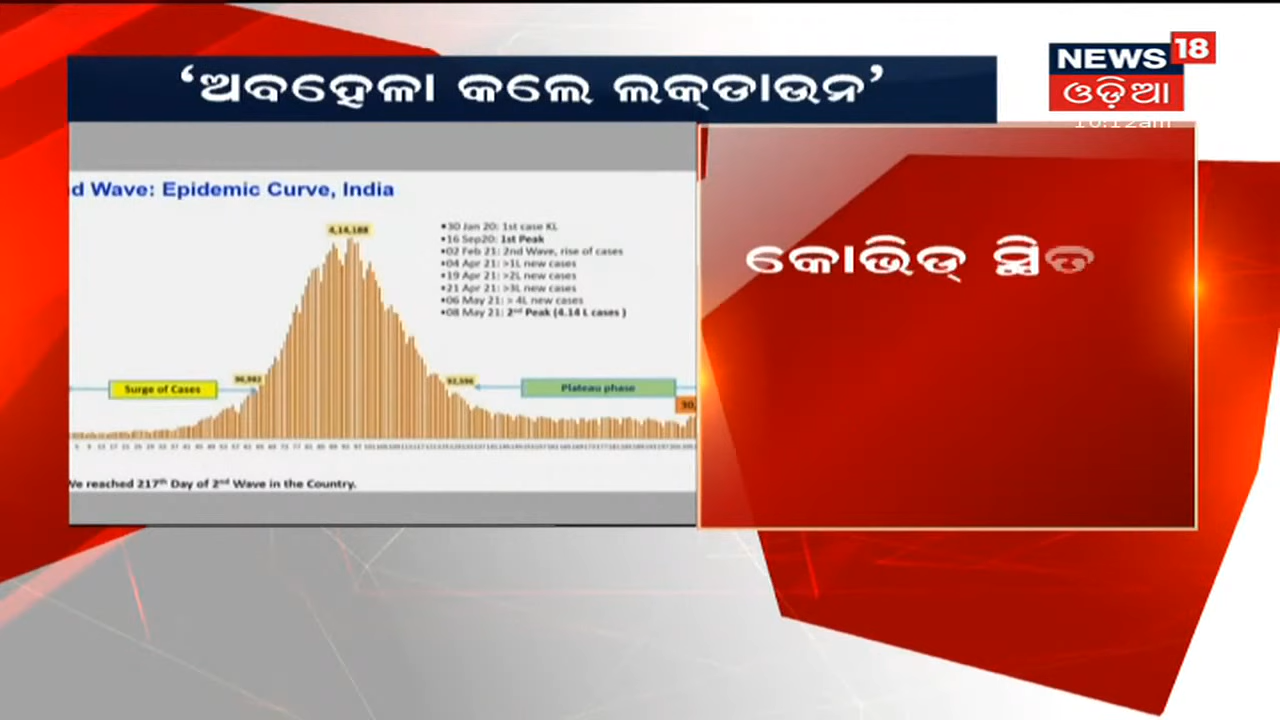 ‘ଅବହେଳା କଲେ ଲକ୍‌ଡାଉନ’
NEWS 18
ଓଡ଼ିଆ
10:12am
d Wave: Epidemic Curve, India
4,14,188
•30 Jan 20: 1st case KL
•16 Sep20: 1st Peak
•02 Feb 21: 2nd Wave, rise of cases
•04 Apr 21: >1L new cases
•19 Apr 21: >2L new cases
•21 Apr 21: >3L new cases
•06 May 21: > 4L new cases
•08 May 21: 2nd Peak (4.14 L cases )
Surge of Cases
92,596
Plateau phase
30,
We reached 217th Day of 2nd Wave in the Country.
କୋଭିଡ୍